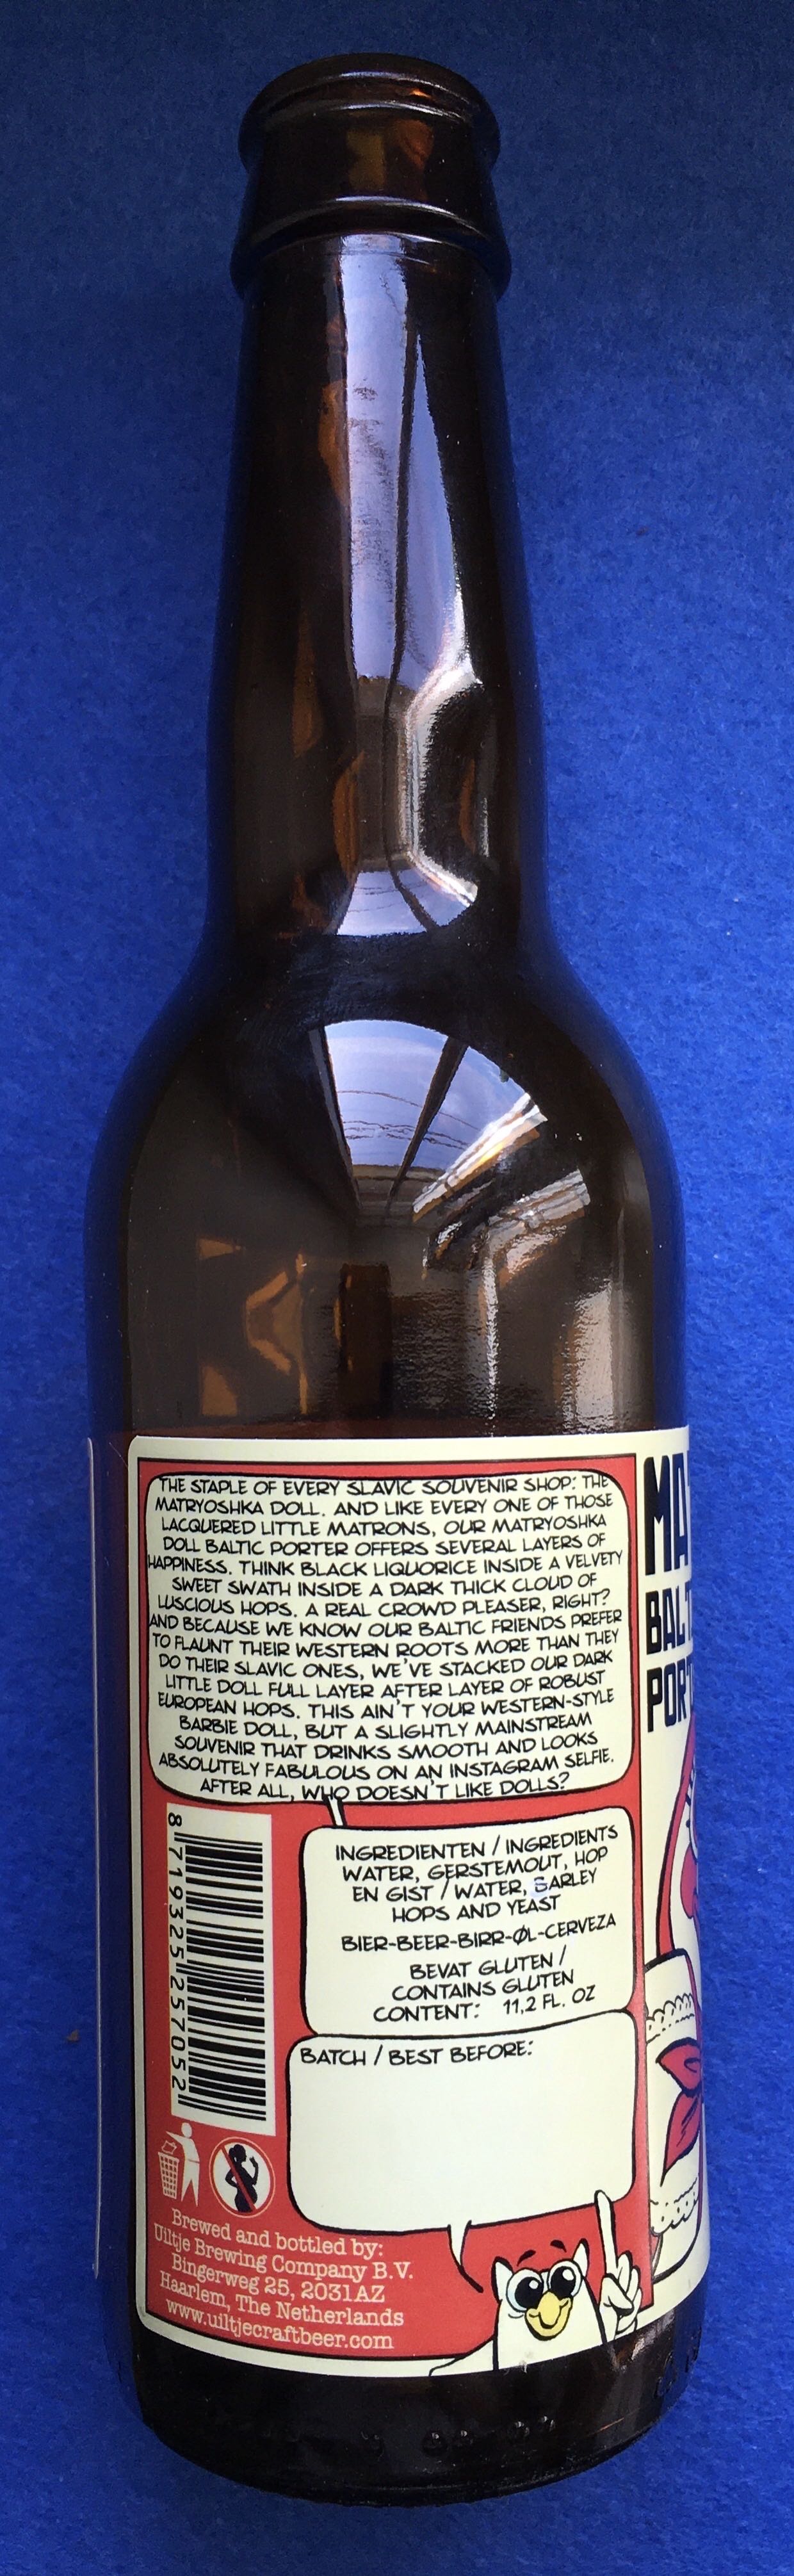 THE STAPLE OF EVERY SLAVIC SOUVENIR SHOP: THE
MATRYOSHKA DOLL. AND LIKE EVERY ONE OF THOSE
LACQUERED LITTLE MATRONS, OUR MATRYOSHKA
DOLL BALTIC PORTER OFFERS SEVERAL LAYERS OF
HAPPINESS. THINK BLACK LIQUORICE INSIDE A VELVETY
SWEET SWATH INSIDE A DARK THICK CLOUD OF
LUSCIOUS HOPS. A REAL CROWD PLEASER, RIGHT?
AND BECAUSE WE KNOW OUR BALTIC FRIENDS PREFER
TO FLAUNT THEIR WESTERN ROOTS MORE THAN THEY
DO THEIR SLAVIC ONES, WE'VE STACKED OUR DARK
LITTLE DOLL FULL LAYER AFTER LAYER OF ROBUST
EUROPEAN HOPS. THIS AIN'T YOUR WESTERN-STYLE
BARBIE DOLL, BUT A SLIGHTLY MAINSTREAM
SOUVENIR THAT DRINKS SMOOTH AND LOOKS
ABSOLUTELY FABULOUS ON AN INSTAGRAM SELFIE.
AFTER ALL, WHO DOESN'T LIKE DOLLS?
8 719325 257052
INGREDIENTEN / INGREDIENTS
WATER, GERSTEMOUT, HOP
EN GIST / WATER, BARLEY
HOPS AND YEAST
BIER-BEER-BIRR-ØL-CERVEZA
BEVAT GLUTEN /
CONTAINS GLUTEN
CONTENT: 11,2 FL. OZ
BATCH / BEST BEFORE:
Brewed and bottled by:
Uiltje Brewing Company B.V.
Bingerweg 25, 2031AZ
Haarlem, The Netherlands
www.uiltjecraftbeer.com
MAT
BALT
PORT